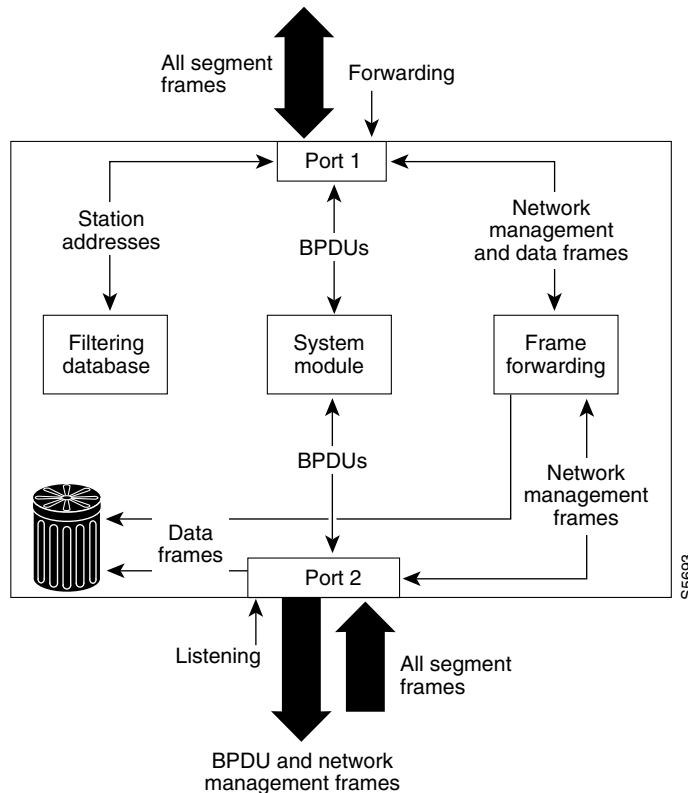 All segment
frames
Forwarding
Port 1
Station
addresses
BPDUs
Network
management
and data frames
Filtering
database
System
module
Frame
forwarding
BPDUs
Network
management
frames
Data
frames
Port 2
S5693
Listening
All segment
frames
BPDU and network
management frames